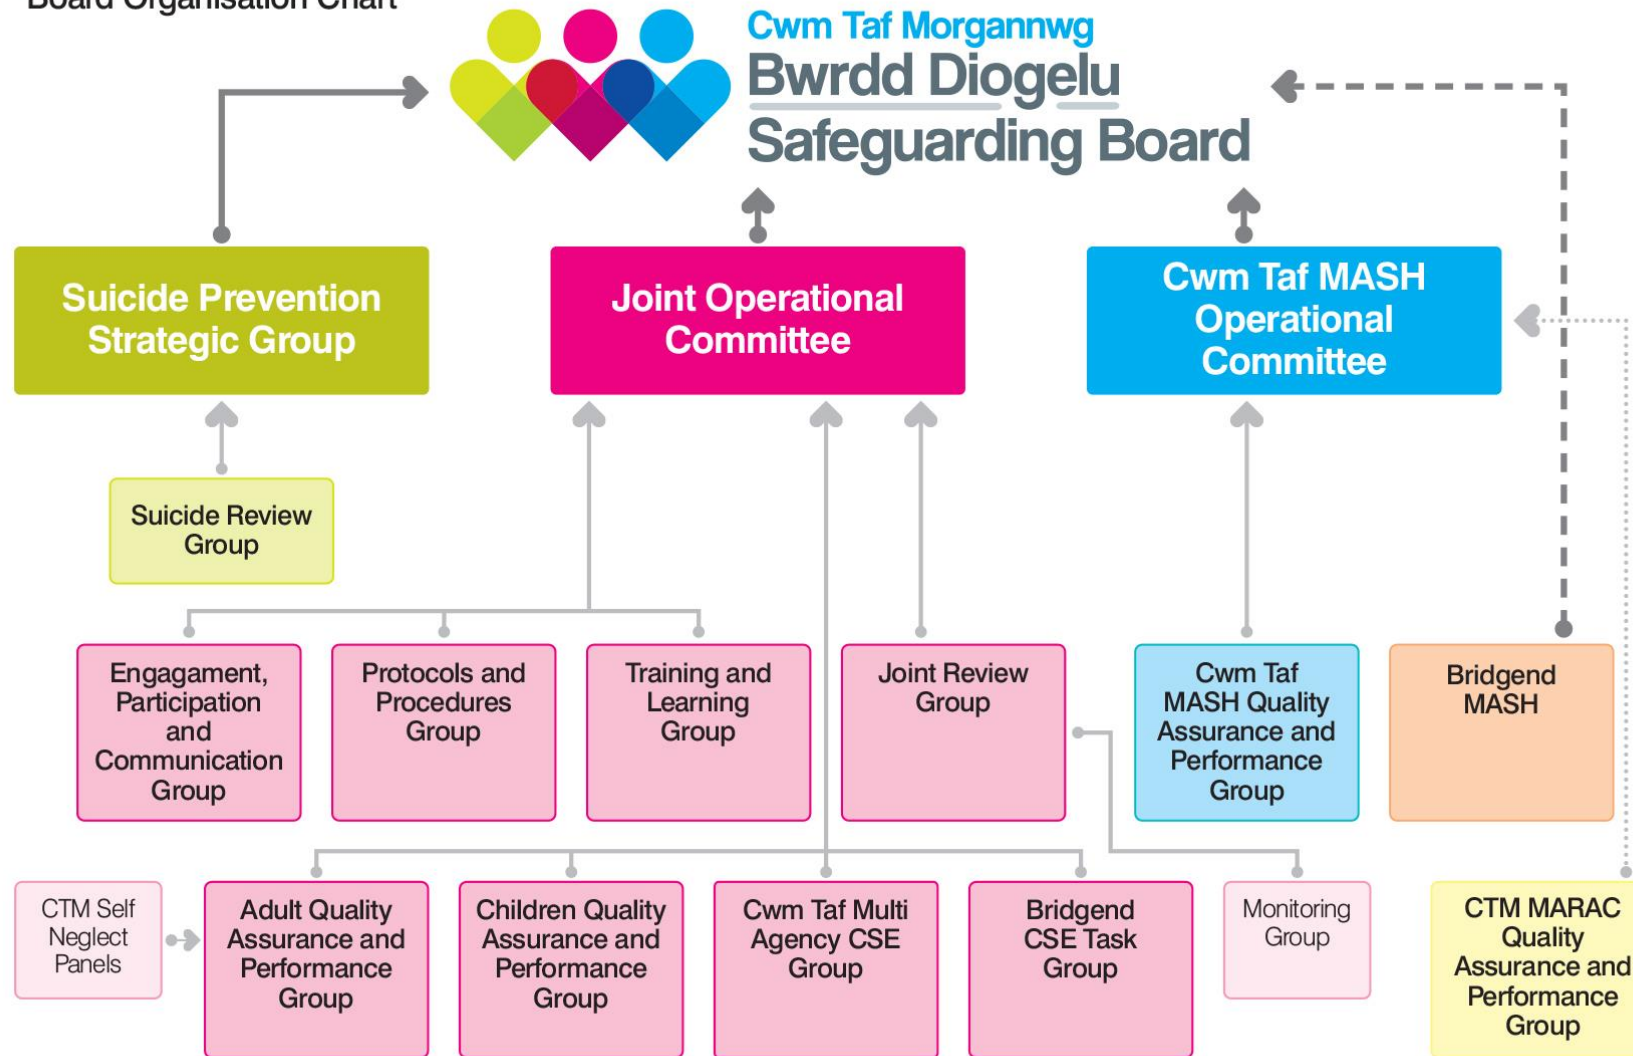 Board Organisation Chart
Cwm Taf Morgannwg
Bwrdd Diogelu
Safeguarding Board
Suicide Prevention
Strategic Group
Joint Operational
Committee
Cwm Taf MASH
Operational
Committee
Suicide Review
Group
Engagament,
Participation
and
Communication
Group
Protocols and
Procedures
Group
Training and
Learning
Group
Joint Review
Group
Cwm Taf
MASH Quality
Assurance and
Performance
Group
Bridgend
MASH
CTM Self
Neglect
Panels
Adult Quality
Assurance and
Performance
Group
Children Quality
Assurance and
Performance
Group
Cwm Taf Multi
Agency CSE
Group
Bridgend
CSE Task
Group
Monitoring
Group
CTM MARAC
Quality
Assurance and
Performance
Group